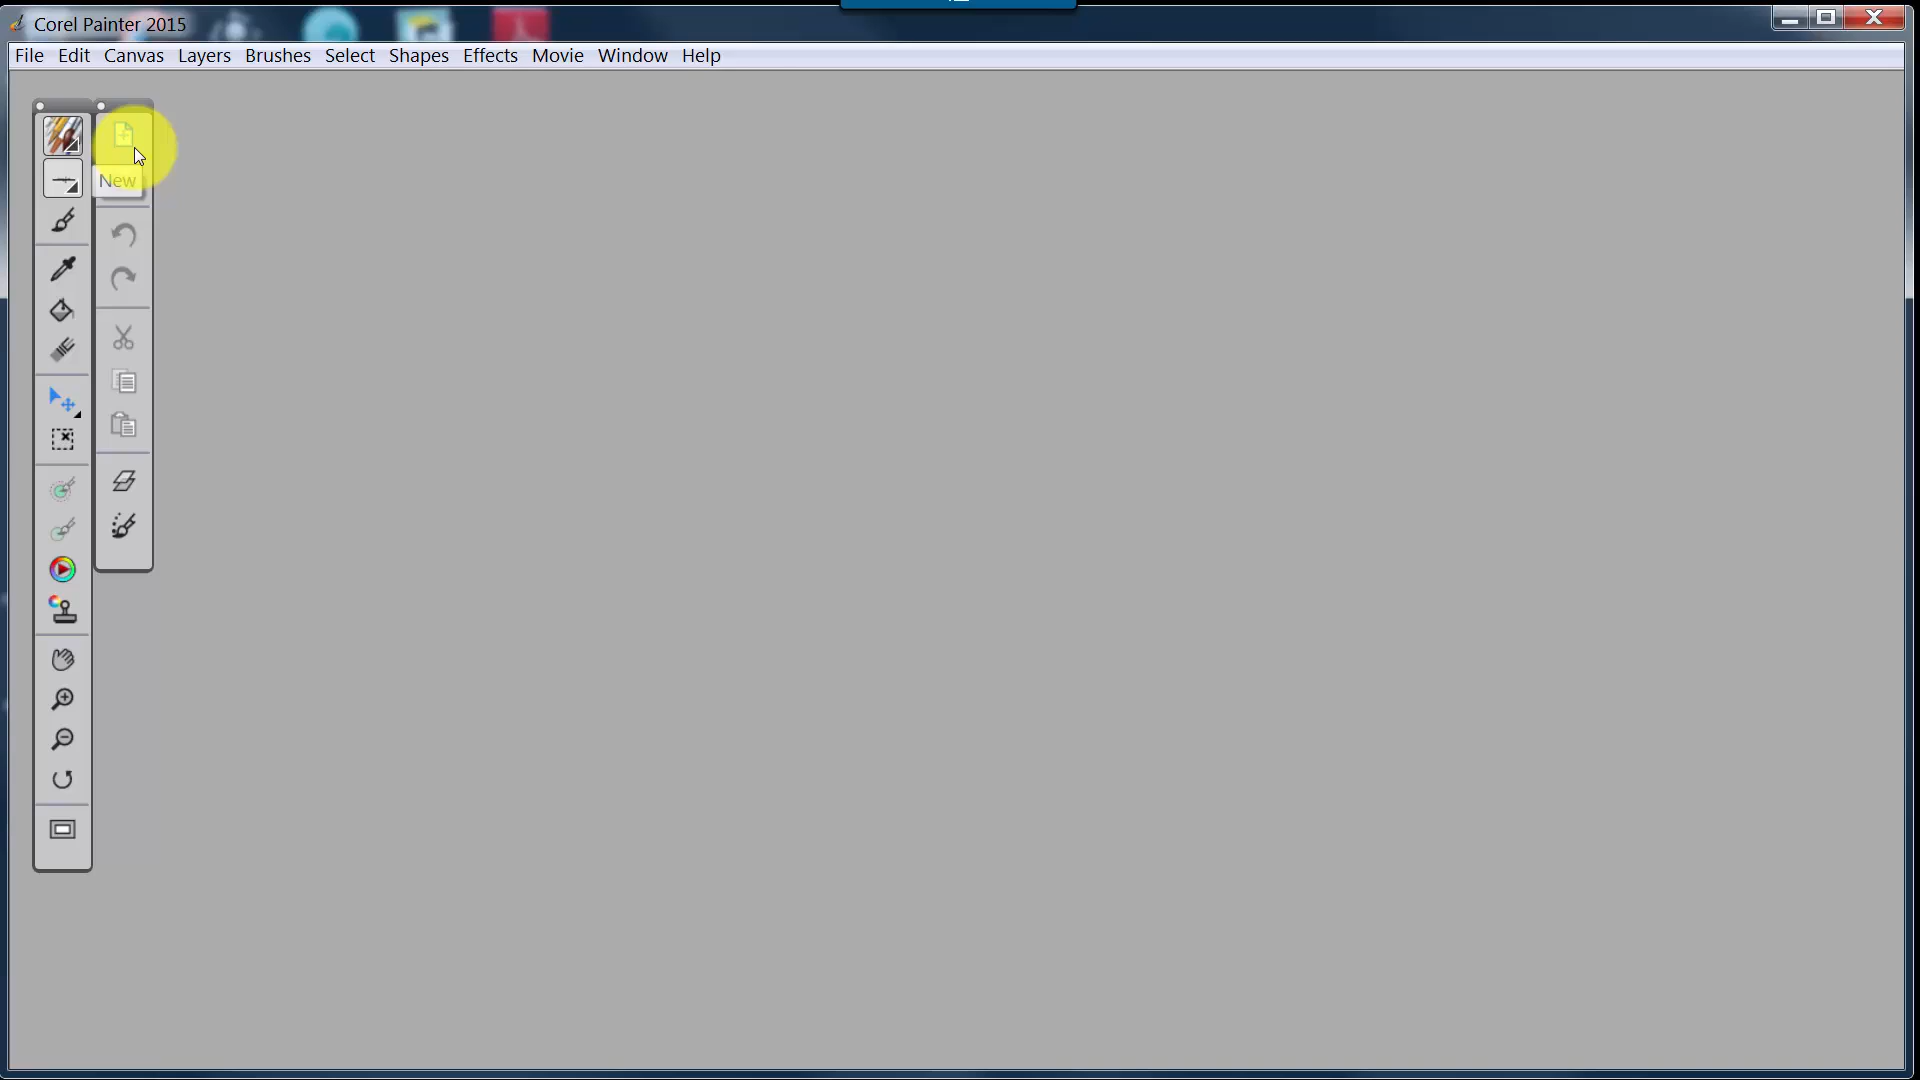 Corel Painter 2015
File Edit Canvas Layers Brushes Select Shapes Effects Movie Window Help
New